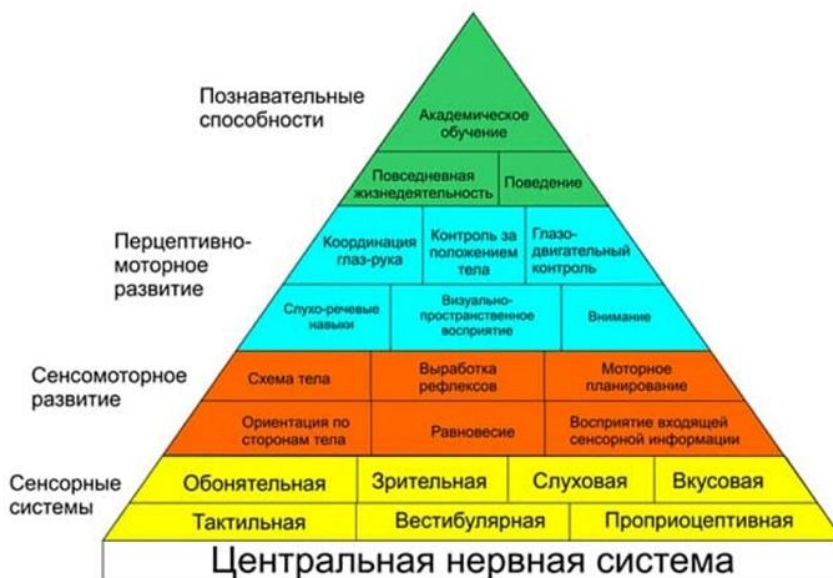 Познавательные
способности
Академическое
обучение
Повседневная
жизнедеятельность
Поведение
Перцептивно-
моторное
развитие
Координация
глаз-рука
Контроль за
положением
тела
Глазо-
двигательный
контроль
Слухо-речевые
навыки
Визуально-
пространственное
восприятие
Внимание
Сенсомоторное
развитие
Схема тела
Выработка
рефлексов
Моторное
планирование
Ориентация по
сторонам тела
Равновесие
Восприятие входящей
сенсорной информации
Сенсорные
системы
Обонятельная
Зрительная
Слуховая
Вкусовая
Тактильная
Вестибулярная
Проприоцептивная
Центральная нервная система